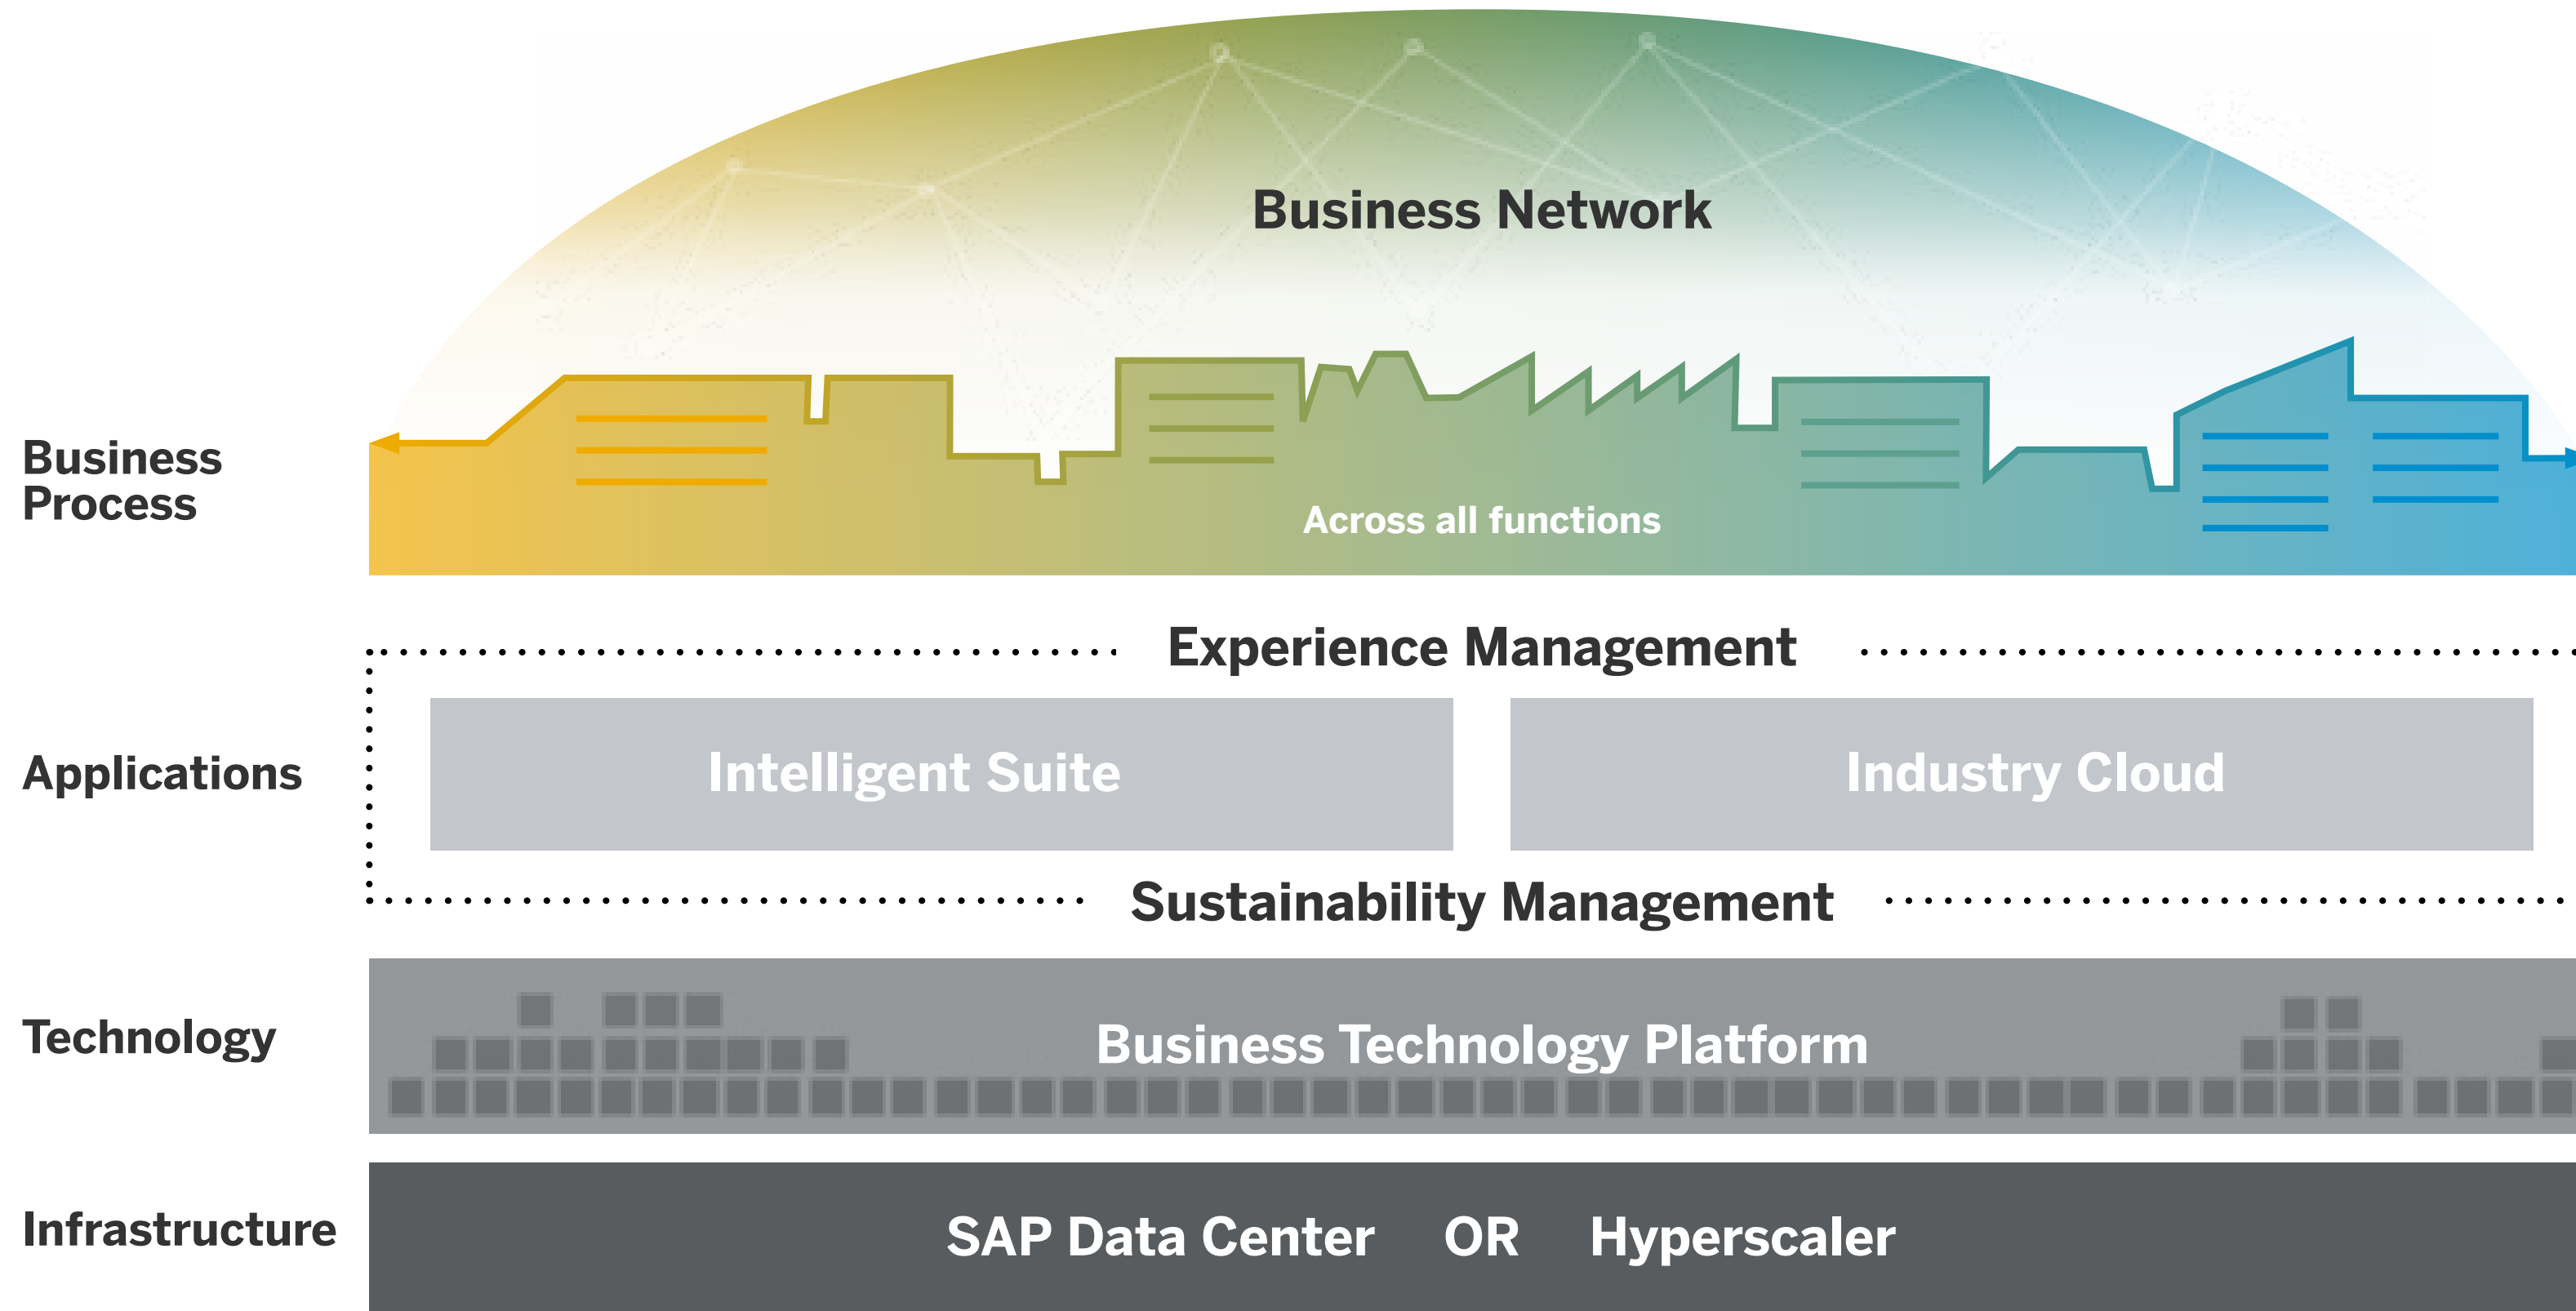 Business Network
Business
Process
Across all functions
Experience Management
Applications
Intelligent Suite
Industry Cloud
Sustainability Management
Technology
Business Technology Platform
Infrastructure
SAP Data Center OR Hyperscaler